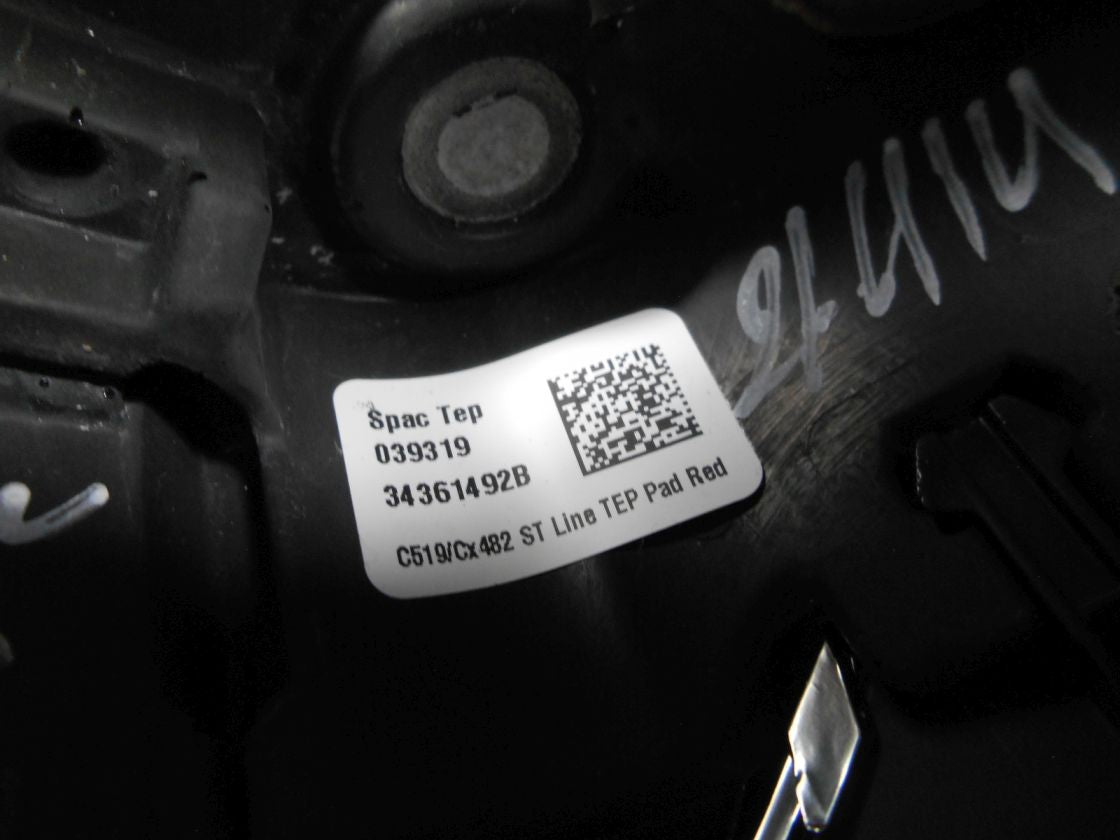 Spac Tep
039319
34361492B
C519/Cx482 ST Line TEP Pad Red